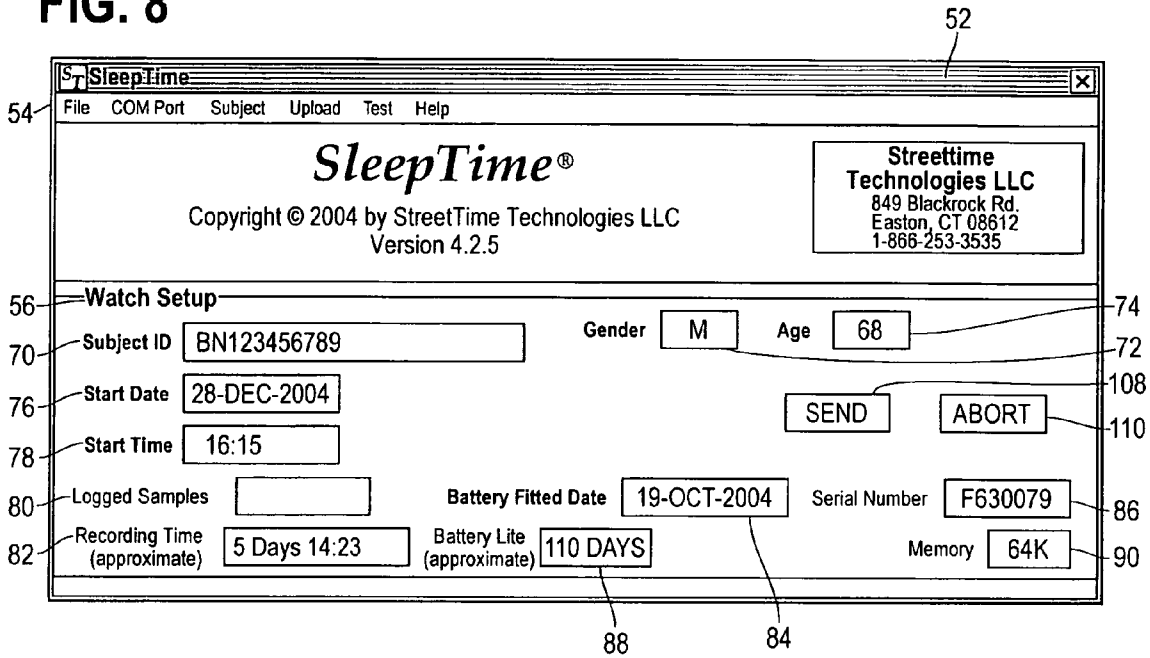 FIG. 8
52
S T SleepTime
54
File COM Port Subject Upload Test Help
SleepTime®
Copyright © 2004 by StreetTime Technologies LLC
Version 4.2.5
Streettime
Technologies LLC
849 Blackrock Rd.
Easton, CT 08612
1-866-253-3535
56 Watch Setup
70 Subject ID BN123456789 Gender M Age 68 74
72
76 Start Date 28-DEC-2004 108
SEND ABORT 110
78 Start Time 16:15
80 Logged Samples Battery Fitted Date 19-OCT-2004 Serial Number F630079 86
82 Recording Time (approximate) 5 Days 14:23 Battery Lite (approximate) 110 DAYS Memory 64K 90
88 84